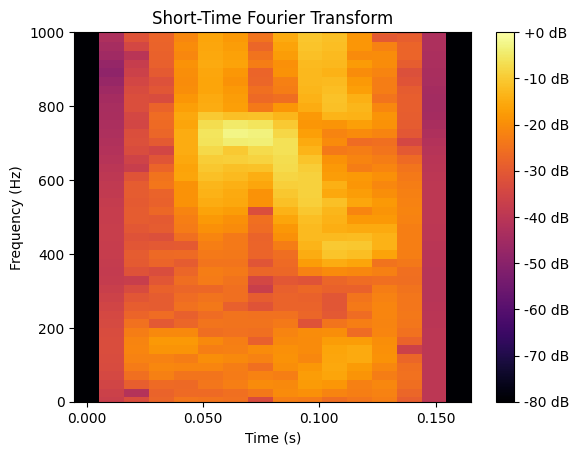 Short-Time Fourier Transform
1000
800
600
400
200
0
Frequency (Hz)
0.000
0.050
0.100
0.150
Time (s)
+0 dB
-10 dB
-20 dB
-30 dB
-40 dB
-50 dB
-60 dB
-70 dB
-80 dB